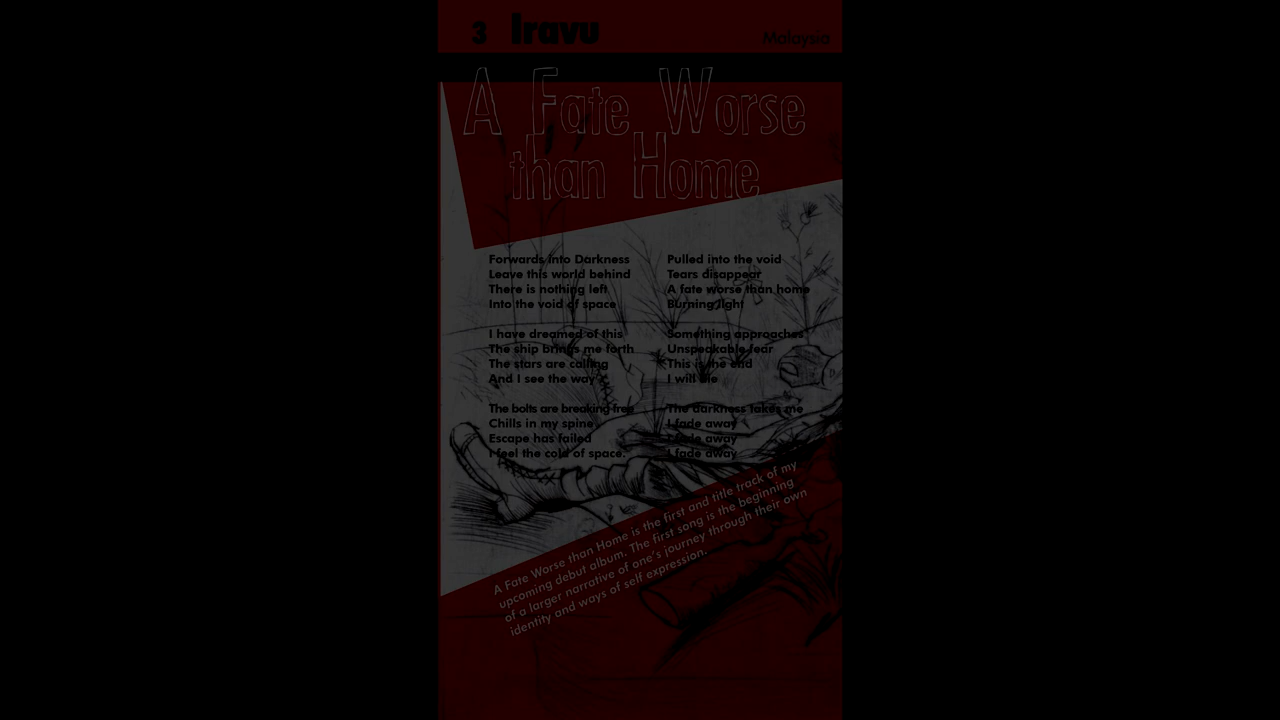 3 Iravu
Malaysia
A Fate Worse
than Home
Forwards into Darkness
Leave this world behind
There is nothing left
Into the void of space
I have dreamed of this
The ship brings me forth
The stars are calling
And I see the way
The bolts are breaking free
Chills in my spine
Escape has failed
I feel the cold of space.
Pulled into the void
Tears disappear
A fate worse than home
Burning light
Something approaches
Unspeakable fear
This is the end
I will die
The darkness takes me
I fade away
I fade away
I fade away
A Fate Worse than Home is the first and title track of my
upcoming debut album. The first song is the beginning
of a larger narrative of one's journey through their own
identity and ways of self expression.